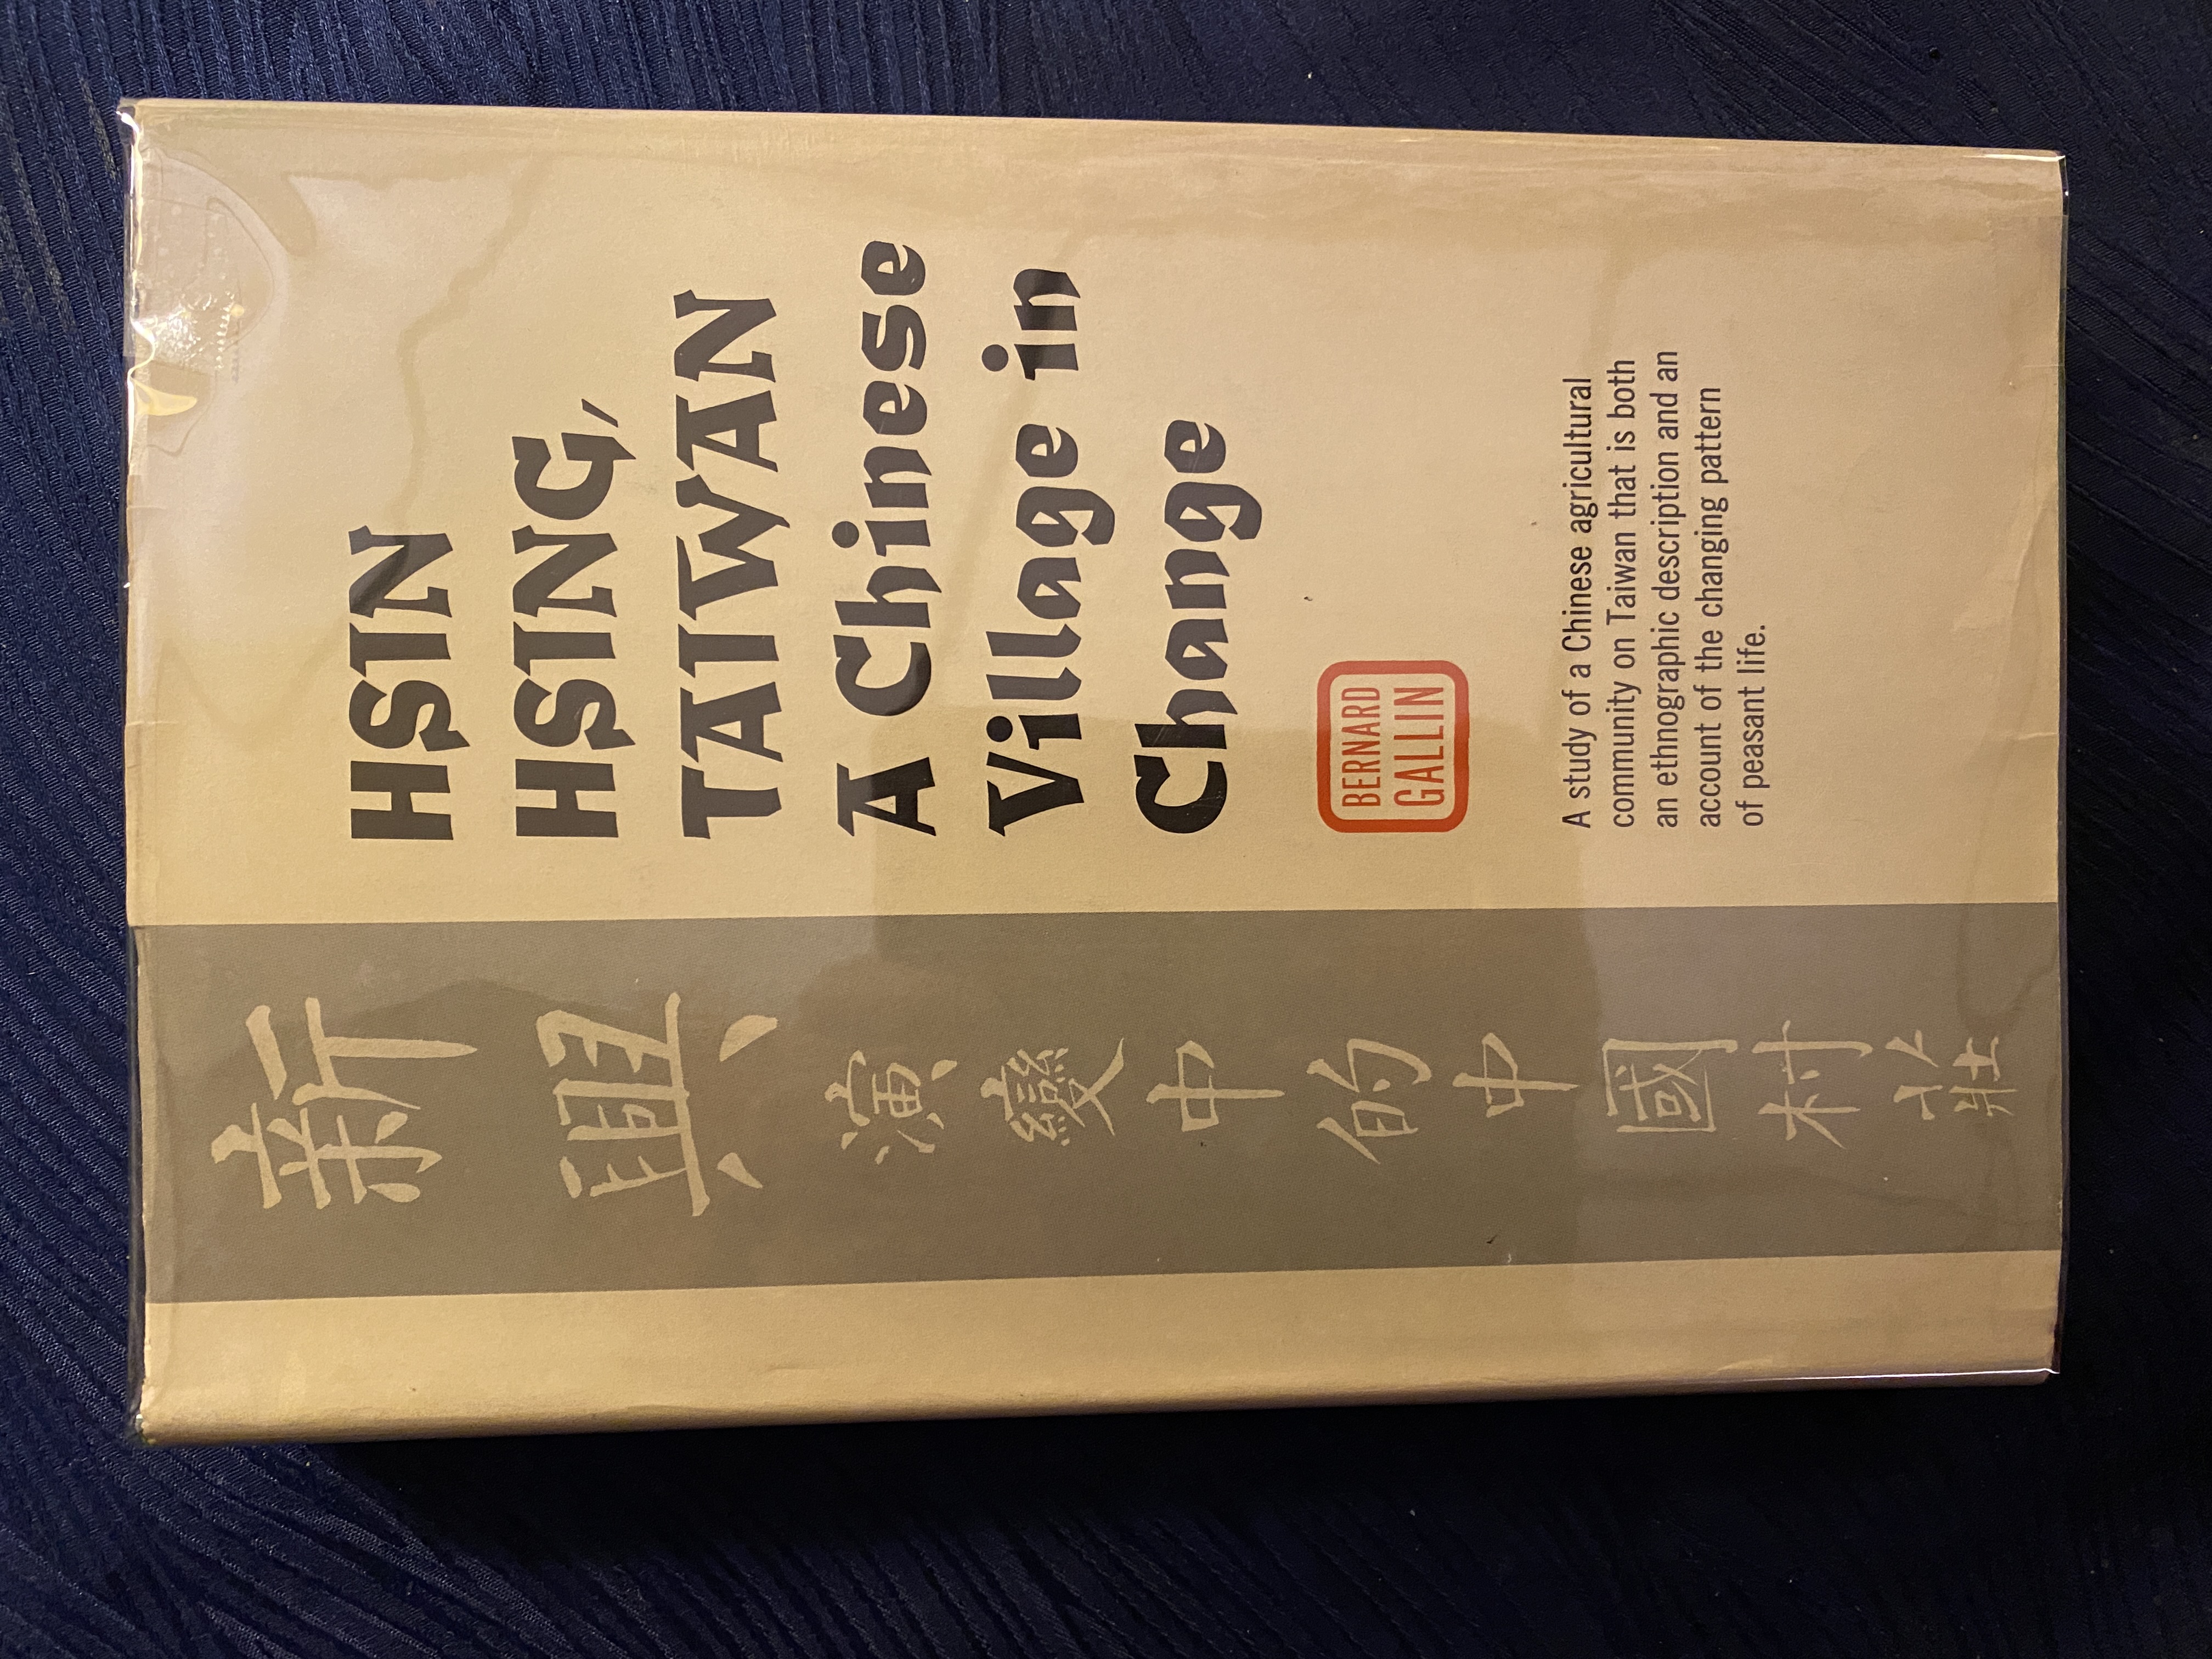 新興 演變中的中國村莊
HSIN
HSING,
TAIWAN
A Chinese
Village in
Change
BERNARD
GALLIN
A study of a Chinese agricultural
community on Taiwan that is both
an ethnographic description and an
account of the changing pattern
of peasant life.